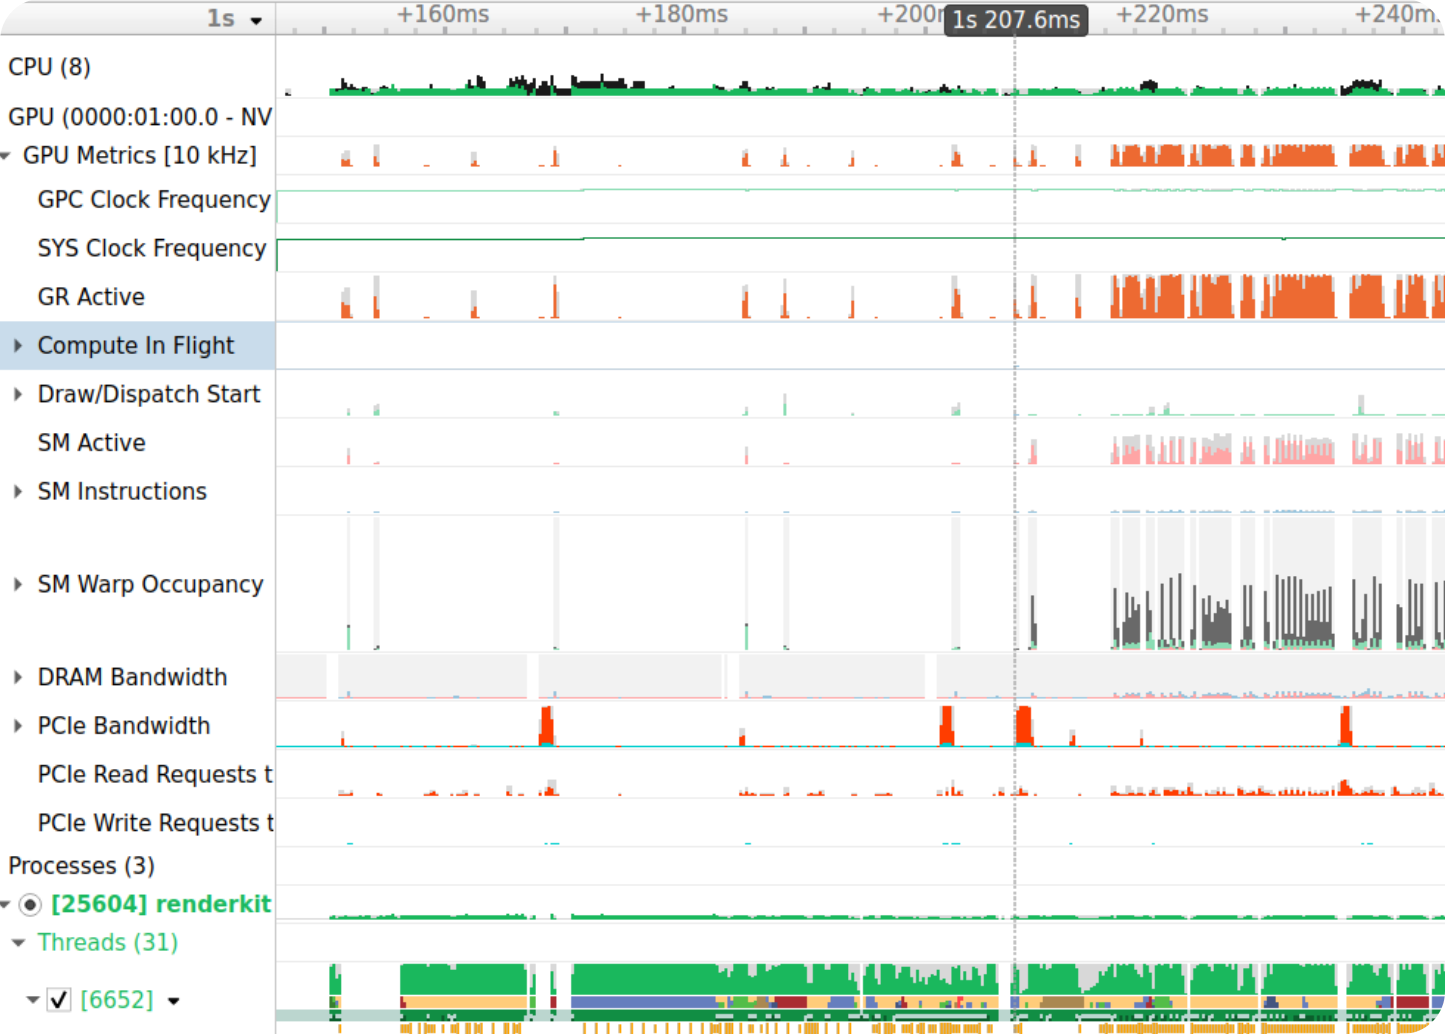 1s +160ms +180ms +200m 1s 207.6ms +220ms +240m
CPU (8)
GPU (0000:01:00.0 - NV
GPU Metrics [10 kHz]
GPC Clock Frequency
SYS Clock Frequency
GR Active
Compute In Flight
Draw/Dispatch Start
SM Active
SM Instructions
SM Warp Occupancy
DRAM Bandwidth
PCIe Bandwidth
PCIe Read Requests t
PCIe Write Requests t
Processes (3)
[25604] renderkit
Threads (31)
[6652]